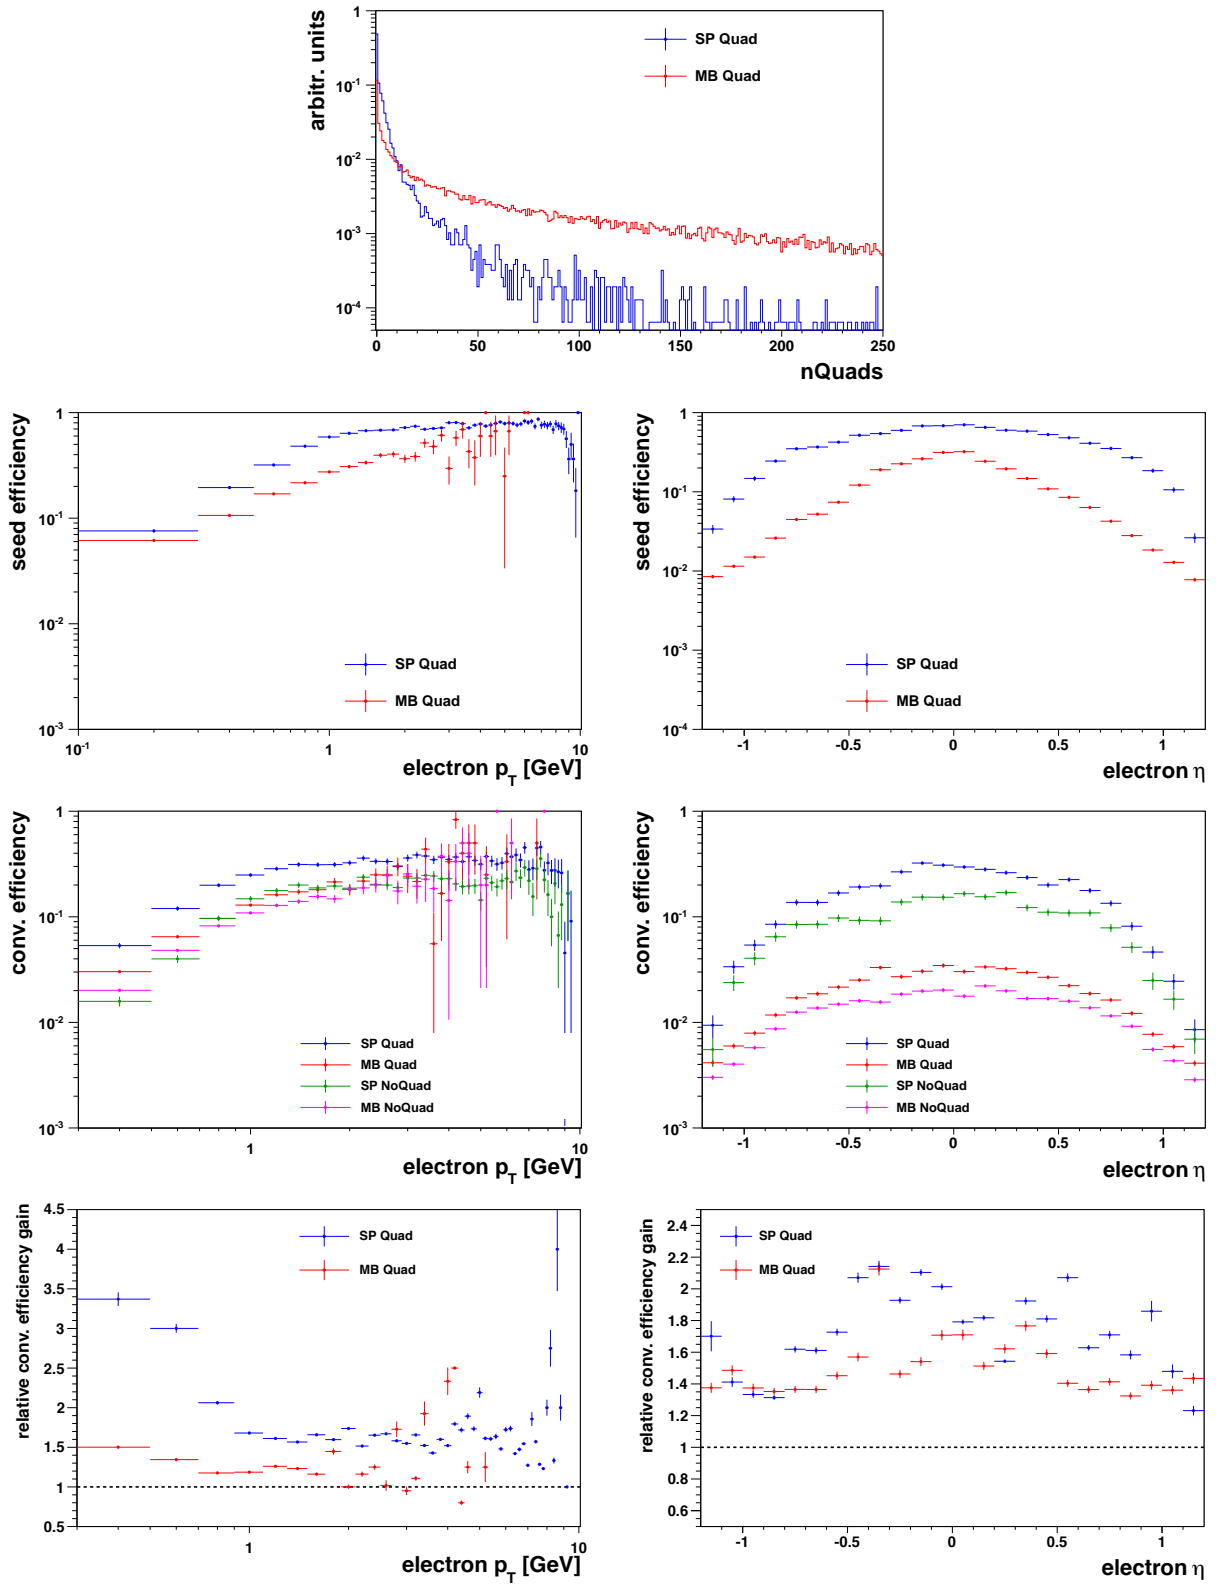 arbitr. units
1
10-1
10-2
10-3
10-4
SP Quad
MB Quad
0 50 100 150 200 250
nQuads
seed efficiency
1
10-1
10-2
10-3
SP Quad
MB Quad
10-1 1 10
electron pT [GeV]
seed efficiency
1
10-1
10-2
10-3
10-4
SP Quad
MB Quad
-1 -0.5 0 0.5 1
electron η
conv. efficiency
1
10-1
10-2
10-3
SP Quad
MB Quad
SP NoQuad
MB NoQuad
1 10
electron pT [GeV]
conv. efficiency
1
10-1
10-2
10-3
SP Quad
MB Quad
SP NoQuad
MB NoQuad
-1 -0.5 0 0.5 1
electron η
relative conv. efficiency gain
4.5
4
3.5
3
2.5
2
1.5
1
0.5
SP Quad
MB Quad
1 10
electron pT [GeV]
relative conv. efficiency gain
2.4
2.2
2
1.8
1.6
1.4
1.2
1
0.8
0.6
SP Quad
MB Quad
-1 -0.5 0 0.5 1
electron η